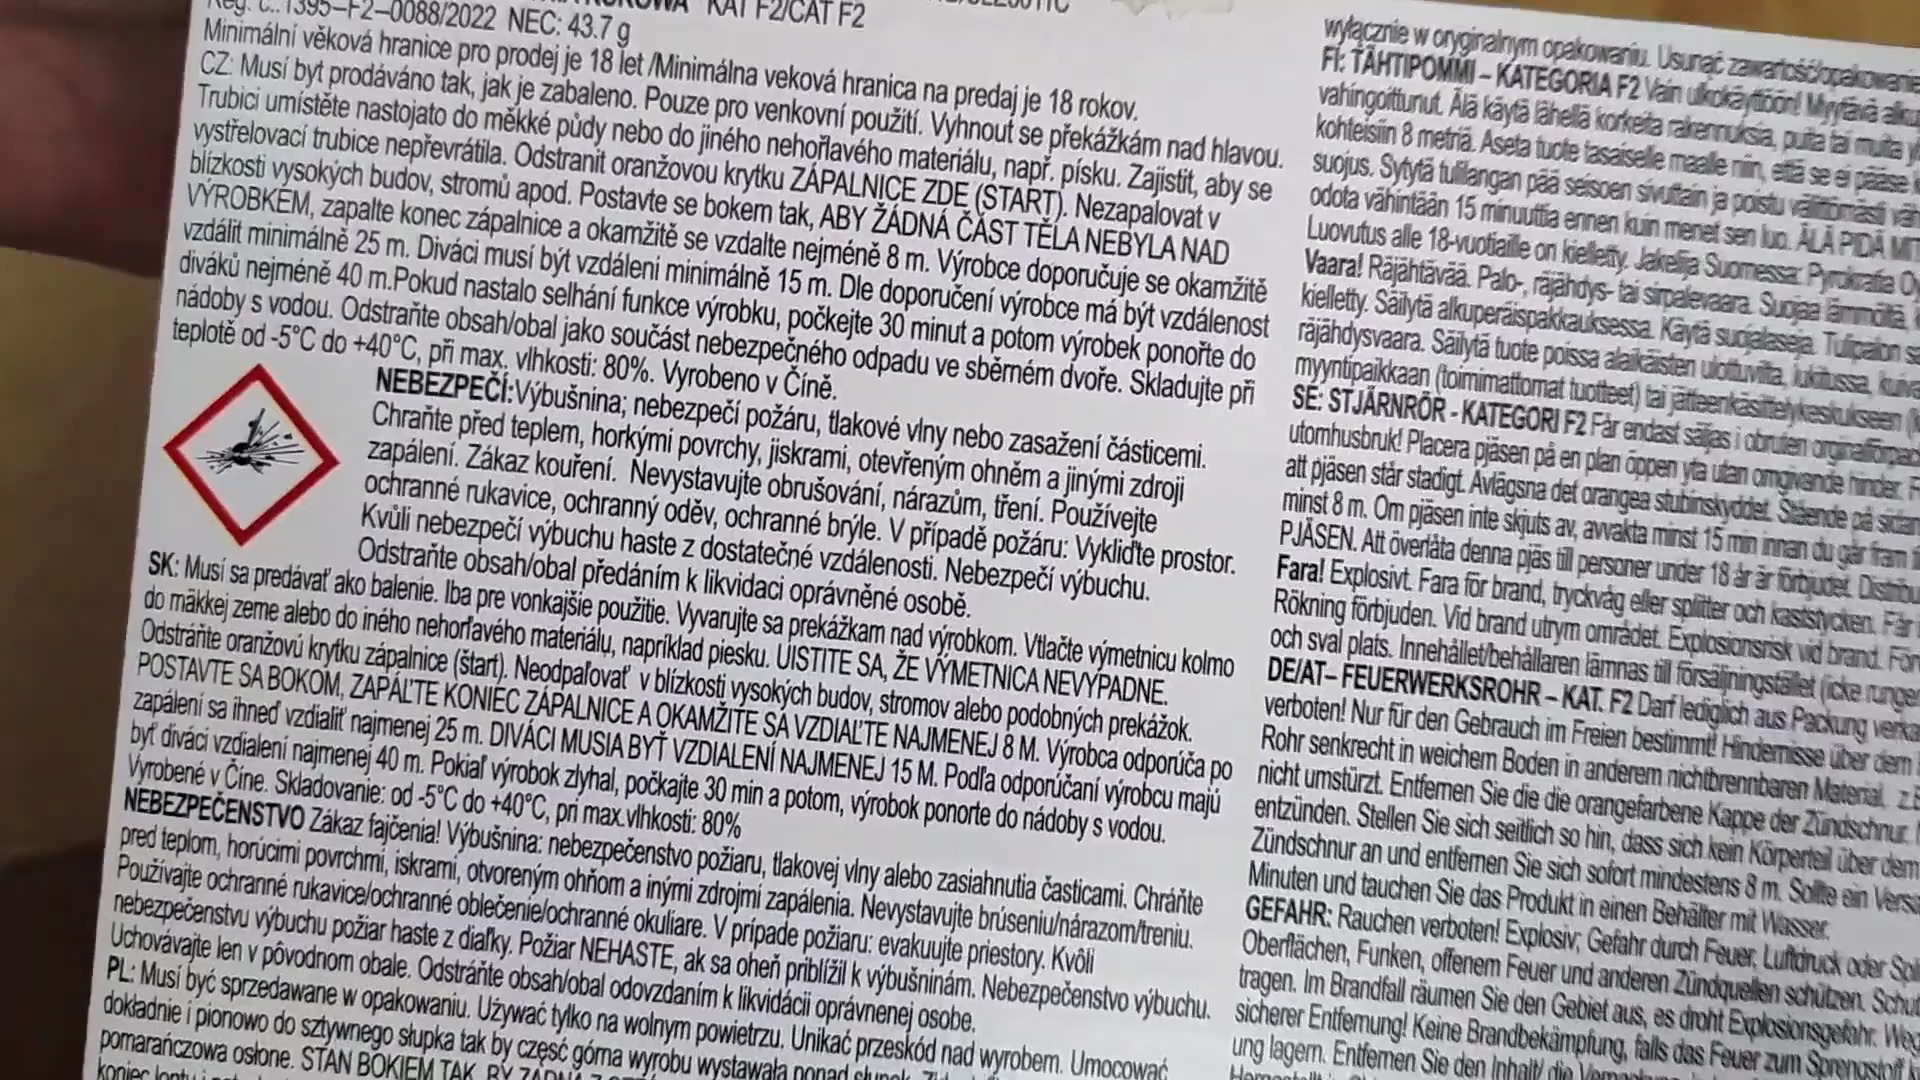 Reg. č.:1395–F2–0088/2022 NEC: 43.7 g
KAT F2/CAT F2
Minimální věková hranice pro prodej je 18 let /Minimálna veková hranica na predaj je 18 rokov.
CZ: Musí byt prodáváno tak, jak je zabaleno. Pouze pro venkovní použití. Vyhnout se překážkám nad hlavou.
Trubici umístěte nastojato do měkké půdy nebo do jiného nehořlavého materiálu, např. písku. Zajistit, aby se
vystřelovací trubice nepřevrátila. Odstranit oranžovou krytku ZÁPALNICE ZDE (START). Nezapalovat v
blízkosti vysokých budov, stromů apod. Postavte se bokem tak, ABY ŽÁDNÁ ČÁST TĚLA NEBYLA NAD
VÝROBKEM, zapalte konec zápalnice a okamžitě se vzdalte nejméně 8 m. Výrobce doporučuje se okamžitě
vzdálit minimálně 25 m. Diváci musí být vzdáleni minimálně 15 m. Dle doporučení výrobce má být vzdálenost
diváků nejméně 40 m.Pokud nastalo selhání funkce výrobku, počkejte 30 minut a potom výrobek ponořte do
nádoby s vodou. Odstraňte obsah/obal jako součást nebezpečného odpadu ve sběrném dvoře. Skladujte při
teplotě od -5°C do +40°C, při max. vlhkosti: 80%. Vyrobeno v Číně.
NEBEZPEČÍ:Výbušnina; nebezpečí požáru, tlakové vlny nebo zasažení částicemi.
Chraňte před teplem, horkými povrchy, jiskrami, otevřeným ohněm a jinými zdroji
zapálení. Zákaz kouření. Nevystavujte obrušování, nárazům, tření. Používejte
ochranné rukavice, ochranný oděv, ochranné brýle. V případě požáru: Vykliďte prostor.
Kvůli nebezpečí výbuchu haste z dostatečné vzdálenosti. Nebezpečí výbuchu.
Odstraňte obsah/obal předáním k likvidaci oprávněné osobě.
SK: Musí sa predávať ako balenie. Iba pre vonkajšie použitie. Vyvarujte sa prekážkam nad výrobkom. Vtlačte výmetnicu kolmo
do mäkkej zeme alebo do iného nehorľavého materiálu, napríklad piesku. UISTITE SA, ŽE VÝMETNICA NEVYPADNE.
Odstráňte oranžovú krytku zápalnice (štart). Neodpaľovať v blízkosti vysokých budov, stromov alebo podobných prekážok.
POSTAVTE SA BOKOM, ZAPÁĽTE KONIEC ZÁPALNICE A OKAMŽITE SA VZDIAĽTE NAJMENEJ 8 M. Výrobca odporúča po
zapálení sa ihneď vzdialiť najmenej 25 m. DIVÁCI MUSIA BYŤ VZDIALENÍ NAJMENEJ 15 M. Podľa odporúčaní výrobcu majú
byť diváci vzdialení najmenej 40 m. Pokiaľ výrobok zlyhal, počkajte 30 min a potom, výrobok ponorte do nádoby s vodou.
Vyrobené v Číne. Skladovanie: od -5°C do +40°C, pri max.vlhkosti: 80%
NEBEZPEČENSTVO Zákaz fajčenia! Výbušnina: nebezpečenstvo požiaru, tlakovej vlny alebo zasiahnutia časticami. Chráňte
pred teplom, horúcimi povrchmi, iskrami, otvoreným ohňom a inými zdrojmi zapálenia. Nevystavujte brúseniu/nárazom/treniu.
Používajte ochranné rukavice/ochranné oblečenie/ochranné okuliare. V prípade požiaru: evakuujte priestory. Kvôli
nebezpečenstvu výbuchu požiar haste z diaľky. Požiar NEHASTE, ak sa oheň priblížil k výbušninám. Nebezpečenstvo výbuchu.
Uchovávajte len v pôvodnom obale. Odstráňte obsah/obal odovzdaním k likvidácii oprávnenej osobe.
PL: Musí być sprzedawane w opakowaniu. Używać tylko na wolnym powietrzu. Unikać przeskód nad wyrobem. Umocować
dokładnie i pionowo do sztywnego słupka tak by część górna wyrobu wystawała ponad
pomarańczowa osłone. STAN BOKIEM TAK, BY
wyłącznie w oryginalnym opakowaniu. Usunąć zawartość/opakowanie
FI: TÄHTIPOMMI – KATEGORIA F2 Vain ulkokäyttöön! Myytävä
vahingoittunut. Älä käytä lähellä korkeita rakennuksia, puita tai muita
kohteisiin 8 metriä. Aseta tuote tasaiselle maalle niin, että se ei pääse
suojus. Sytytä tulilangan pää seisoen sivuttain ja poistu välittömästi
odota vähintään 15 minuuttia ennen kuin menet sen luo. ÄLÄ PIDÄ
Luovutus alle 18-vuotiaille on kielletty. Jakelija Suomessa: Pyrokratia
Vaara! Räjähtävää. Palo-, räjähdys- tai sirpalevaara. Suojaa lämmöltä,
kielletty. Säilytä alkuperäispakkauksessa. Käytä suojalaseja. Tulipalon
räjähdysvaara. Säilytä tuote poissa alaikäisten ulottuvilta, lukitussa,
myyntipaikkaan (toimimattomat tuotteet) tai jätteenkäsittelykeskukseen
SE: STJÄRNRÖR - KATEGORI F2 Får endast säljas i obruten
utomhusbruk! Placera pjäsen på en plan öppen yta utan omgivande hinder.
att pjäsen står stadigt. Avlägsna det orangea stubinskyddet. Stående på
minst 8 m. Om pjäsen inte skjuts av, avvakta minst 15 min innan du går fram
PJÄSEN. Att överlåta denna pjäs till personer under 18 år är förbjudet.
Fara! Explosivt. Fara för brand, tryckvåg eller splitter och kaststycken. Får
Rökning förbjuden. Vid brand utrym området. Explosionsrisk vid brand.
och sval plats. Innehållet/behållaren lämnas till försäljningstället (icke
DE/AT– FEUERWERKSROHR – KAT. F2 Darf lediglich aus Packung
verboten! Nur für den Gebrauch im Freien bestimmt! Hindernisse über dem
Rohr senkrecht in weichem Boden in anderem nichtbrennbaren Material,
nicht umstürzt. Entfernen Sie die die orangefarbene Kappe der Zündschnur.
entzünden. Stellen Sie sich seitlich so hin, dass sich kein Körperteil über dem
Zündschnur an und entfernen Sie sich sofort mindestens 8 m. Sollte ein
Minuten und tauchen Sie das Produkt in einen Behälter mit Wasser.
GEFAHR: Rauchen verboten! Explosiv; Gefahr durch Feuer, Luftdruck oder
Oberflächen, Funken, offenem Feuer und anderen Zündquellen schützen.
tragen. Im Brandfall räumen Sie den Gebiet aus, es droht Explosionsgefahr.
sicherer Entfernung! Keine Brandbekämpfung, falls das Feuer zum
ung lagern. Entfernen Sie den Inhalt/ die